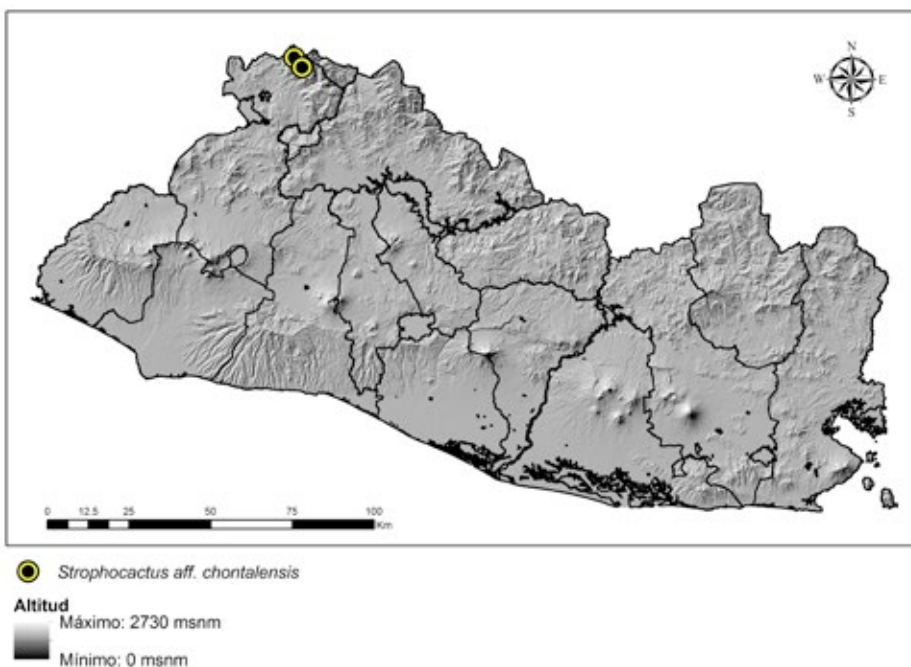 N
W E
S
0 12.5 25 50 75 100
Km
Strophocactus aff. chontalensis
Altitud
Máximo: 2730 msnm
Mínimo: 0 msnm